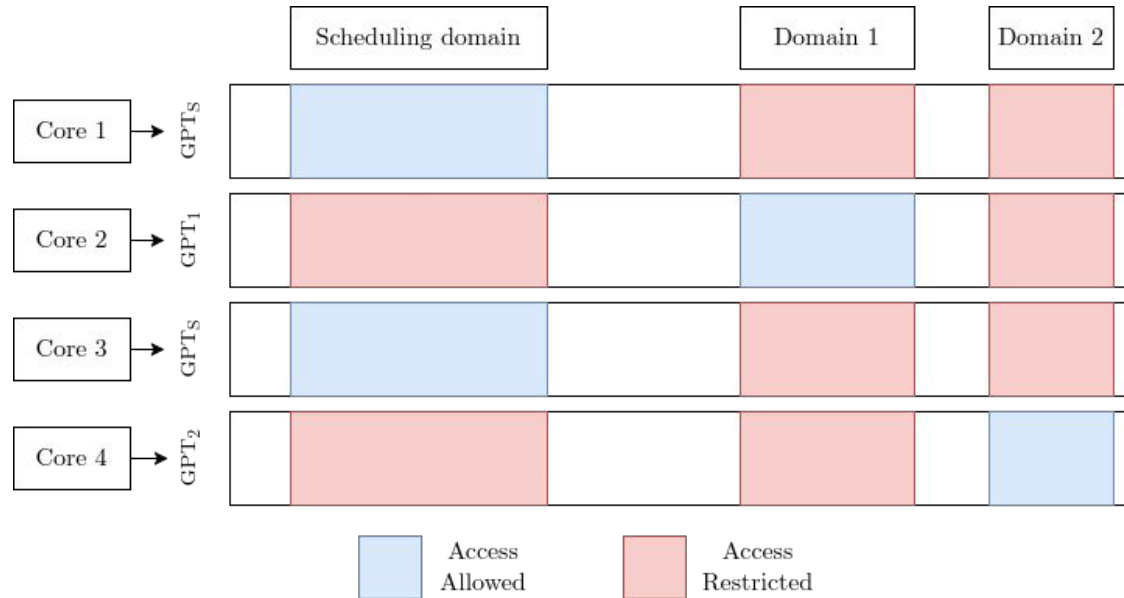 Scheduling domain
Domain 1
Domain 2
Core 1
GPT_S
Core 2
GPT_1
Core 3
GPT_S
Core 4
GPT_2
Access
Allowed
Access
Restricted